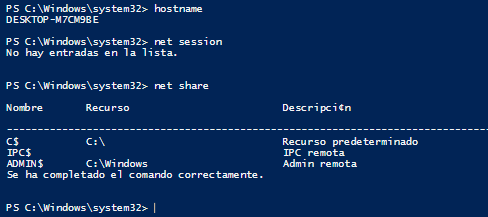 PS C:\Windows\system32> hostname
DESKTOP-M7CM9BE
PS C:\Windows\system32> net session
No hay entradas en la lista.
PS C:\Windows\system32> net share
Nombre Recurso Descripci¢n
-------------------------------------------------------------------------------
C$ C:\ Recurso predeterminado
IPC$ IPC remota
ADMIN$ C:\Windows Admin remota
Se ha completado el comando correctamente.
PS C:\Windows\system32>